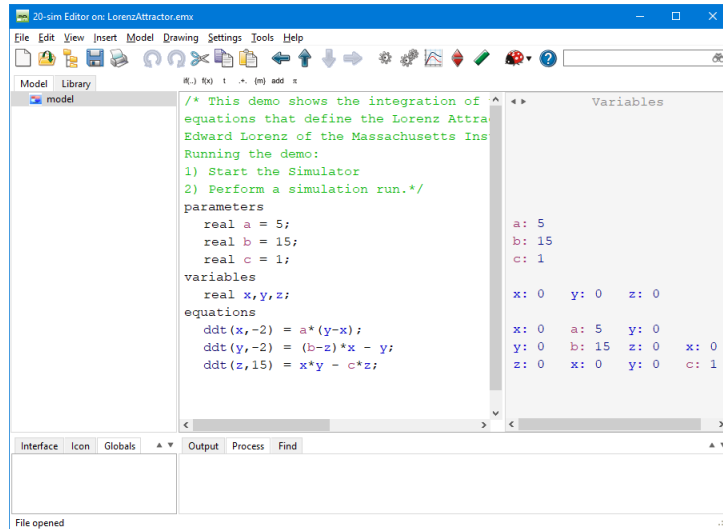 20-sim Editor on: LorenzAttractor.emx
File Edit View Insert Model Drawing Settings Tools Help
Model Library
if(..) f(x) t .+. (m) add π
model
/* This demo shows the integration of
equations that define the Lorenz Attra
Edward Lorenz of the Massachusetts Ins
Running the demo:
1) Start the Simulator
2) Perform a simulation run.*/
parameters
real a = 5;
real b = 15;
real c = 1;
variables
real x,y,z;
equations
ddt(x,-2) = a*(y-x);
ddt(y,-2) = (b-z)*x - y;
ddt(z,15) = x*y - c*z;
Variables
a: 5
b: 15
c: 1
x: 0 y: 0 z: 0
x: 0 a: 5 y: 0
y: 0 b: 15 z: 0 x: 0
z: 0 x: 0 y: 0 c: 1
Interface Icon Globals
Output Process Find
File opened